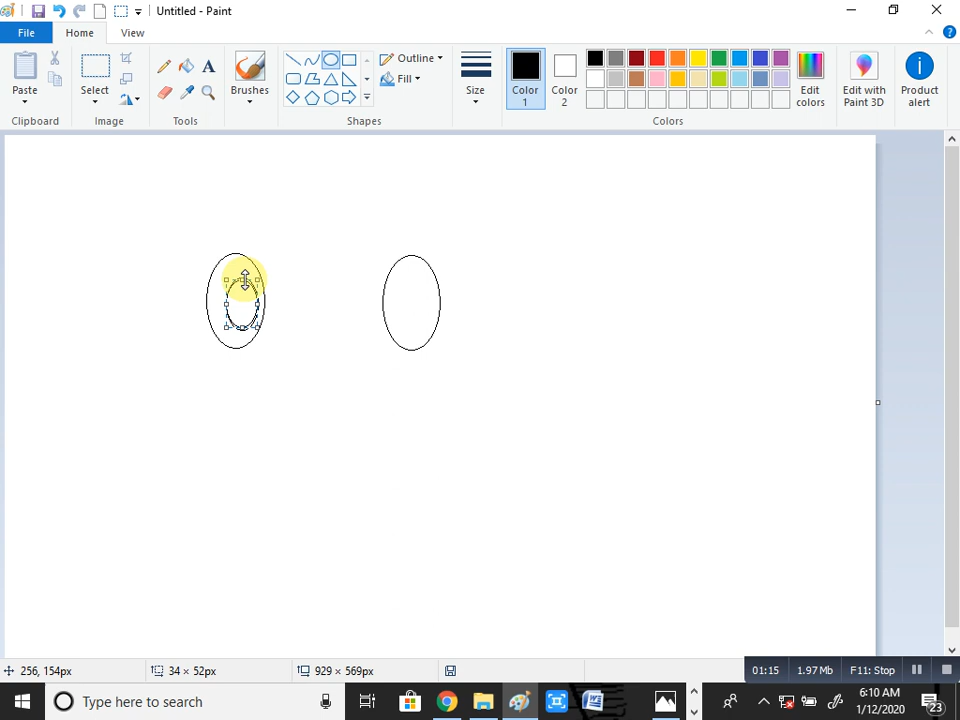 Untitled - Paint
File
Home
View
Paste
Clipboard
Select
Image
A
Tools
Brushes
Outline
Fill
Shapes
Size
Color 1
Color 2
Edit colors
Colors
Edit with Paint 3D
Product alert
256, 154px
34 × 52px
929 × 569px
01:15
1.97 Mb
F11: Stop
Type here to search
6:10 AM
1/12/2020
23